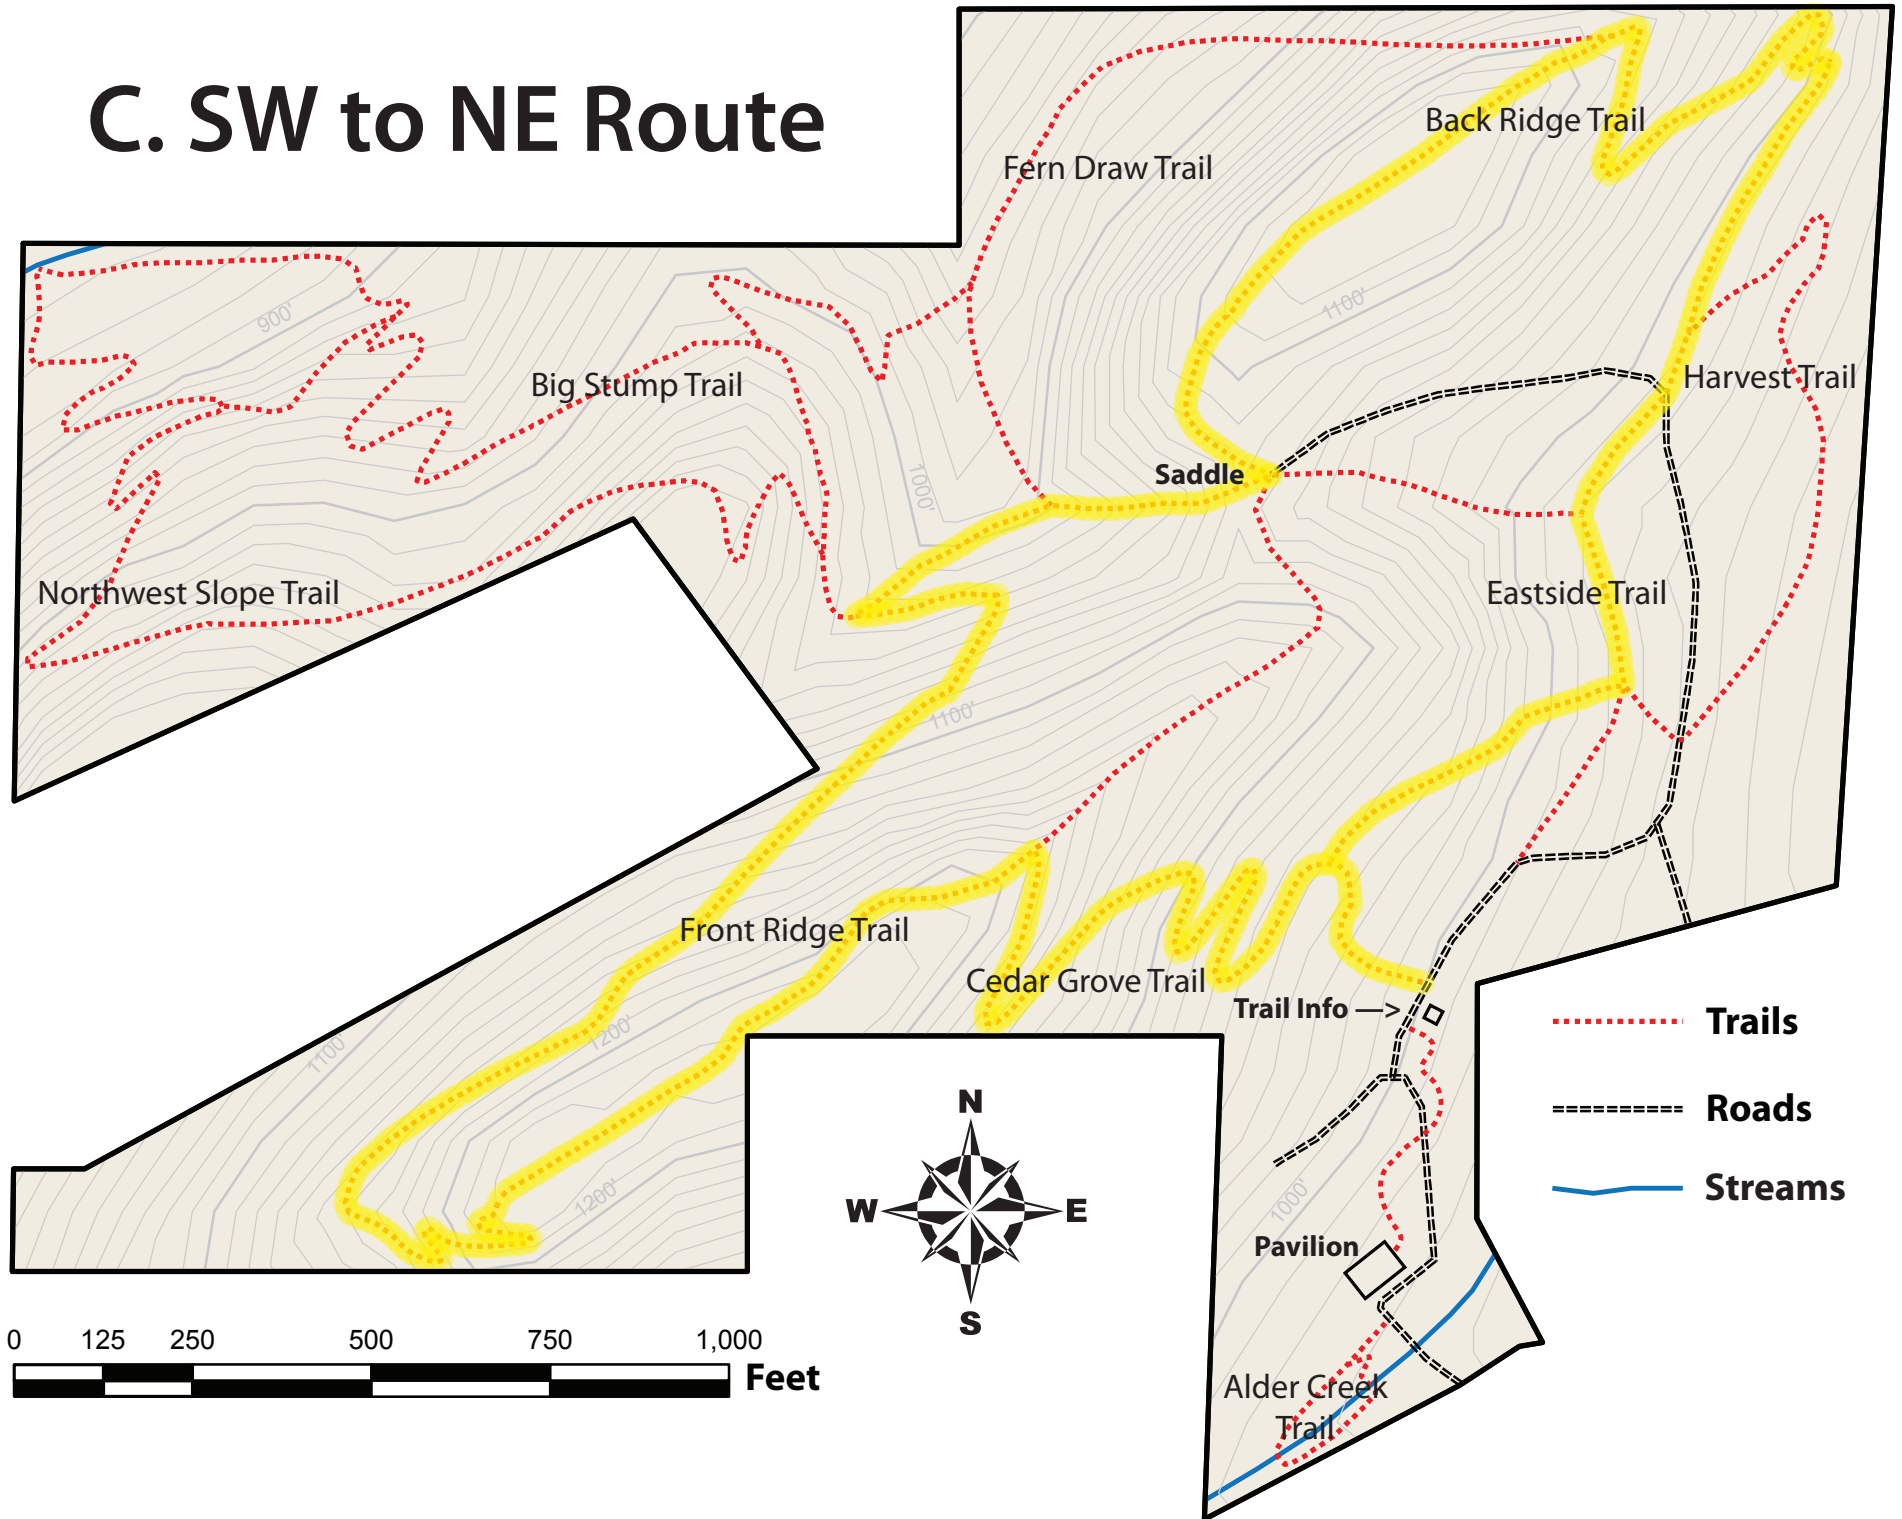 C. SW to NE Route
Back Ridge Trail
Fern Draw Trail
900'
1100'
Big Stump Trail
Harvest Trail
Saddle
1000'
Northwest Slope Trail
Eastside Trail
1100'
Front Ridge Trail
Cedar Grove Trail
Trail Info —>
Trails
1200'
1100'
N
Roads
W
E
1200'
1000'
Streams
Pavilion
S
0 125 250 500 750 1,000
Feet
Alder Creek
Trail